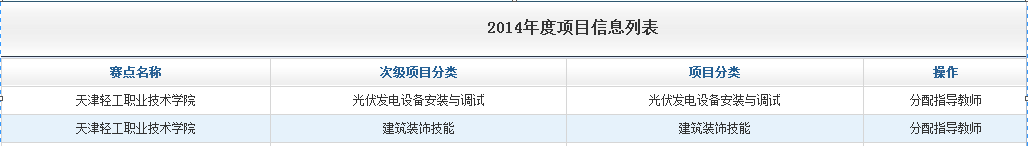 2014年度项目信息列表
赛点名称 次级项目分类 项目分类 操作
天津轻工职业技术学院 光伏发电设备安装与调试 光伏发电设备安装与调试 分配指导教师
天津轻工职业技术学院 建筑装饰技能 建筑装饰技能 分配指导教师